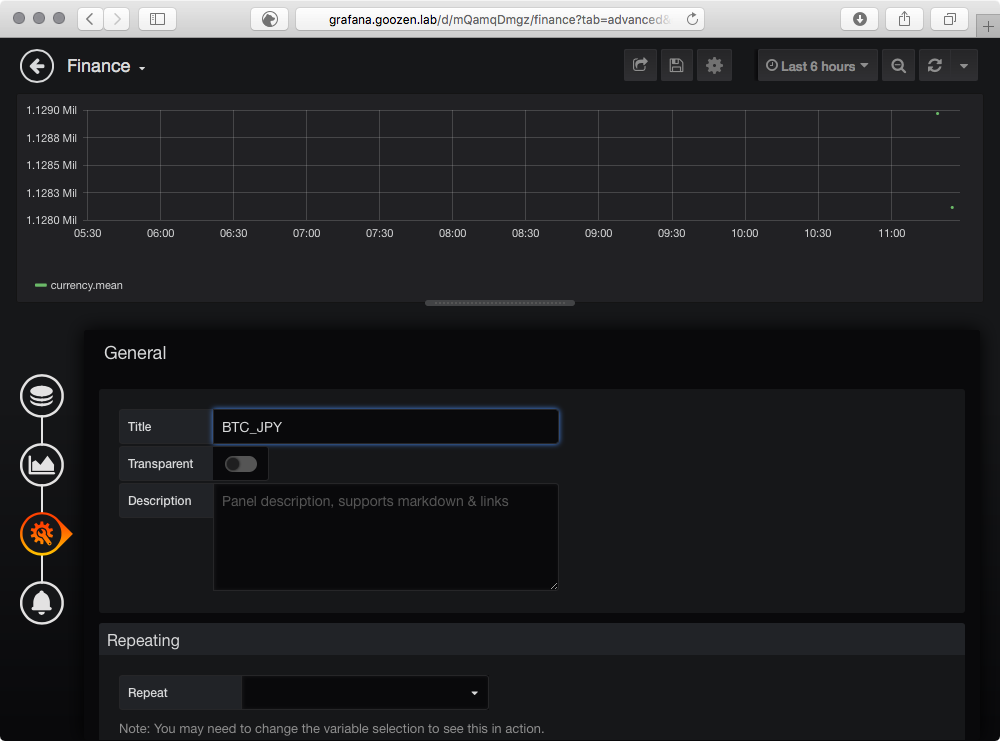 grafana.goozen.lab/d/mQamqDmgz/finance?tab=advanced&
Finance
Last 6 hours
1.1290 Mil
1.1288 Mil
1.1285 Mil
1.1283 Mil
1.1280 Mil
05:30 06:00 06:30 07:00 07:30 08:00 08:30 09:00 09:30 10:00 10:30 11:00
currency.mean
General
Title BTC_JPY
Transparent
Description Panel description, supports markdown & links
Repeating
Repeat
Note: You may need to change the variable selection to see this in action.